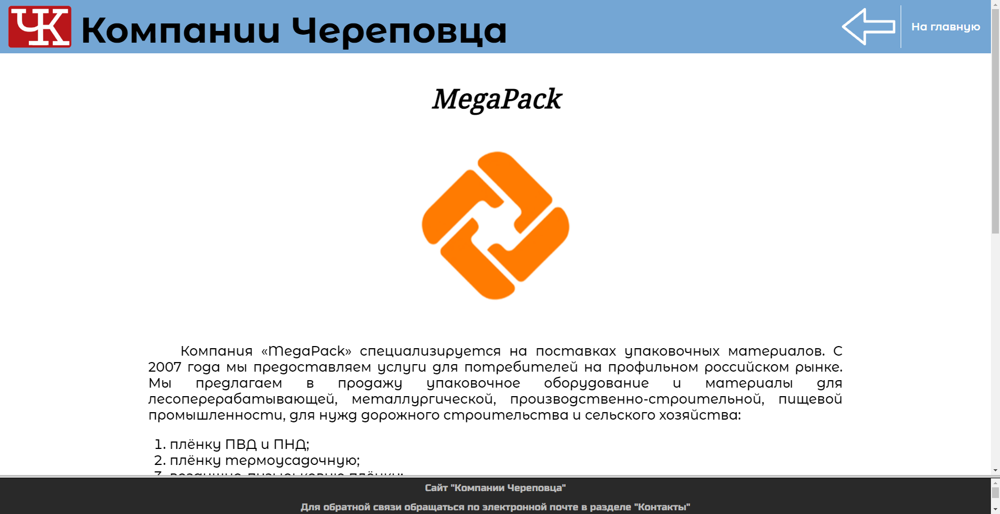 ЧК Компании Череповца
На главную
MegaPack
Компания «MegaPack» специализируется на поставках упаковочных материалов. С
2007 года мы предоставляем услуги для потребителей на профильном российском рынке.
Мы предлагаем в продажу упаковочное оборудование и материалы для
лесоперерабатывающей, металлургической, производственно-строительной, пищевой
промышленности, для нужд дорожного строительства и сельского хозяйства:
1. плёнку ПВД и ПНД;
2. плёнку термоусадочную;
3. воздушно-пузырьковую плёнку;
Сайт "Компании Череповца"
Для обратной связи обращаться по электронной почте в разделе "Контакты"